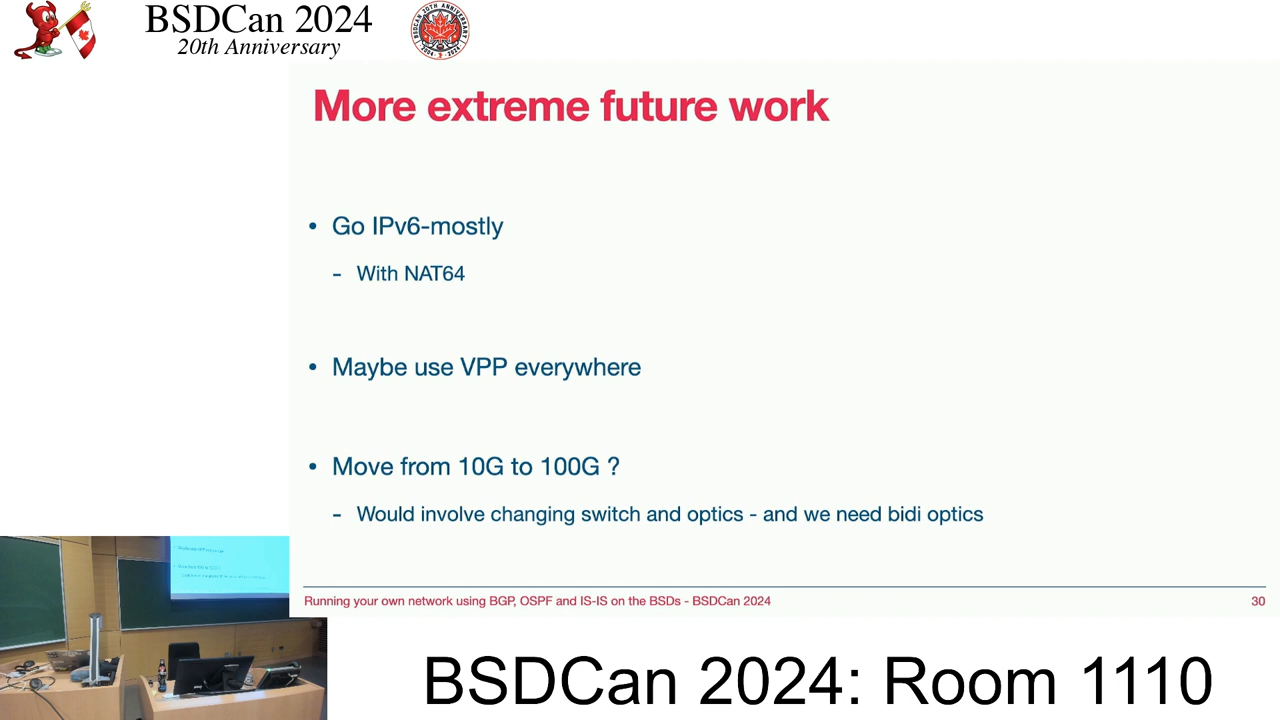 BSDCan 2024
20th Anniversary
More extreme future work
• Go IPv6-mostly
- With NAT64
• Maybe use VPP everywhere
• Move from 10G to 100G ?
- Would involve changing switch and optics - and we need bidi optics
Running your own network using BGP, OSPF and IS-IS on the BSDs - BSDCan 2024
30
BSDCan 2024: Room 1110